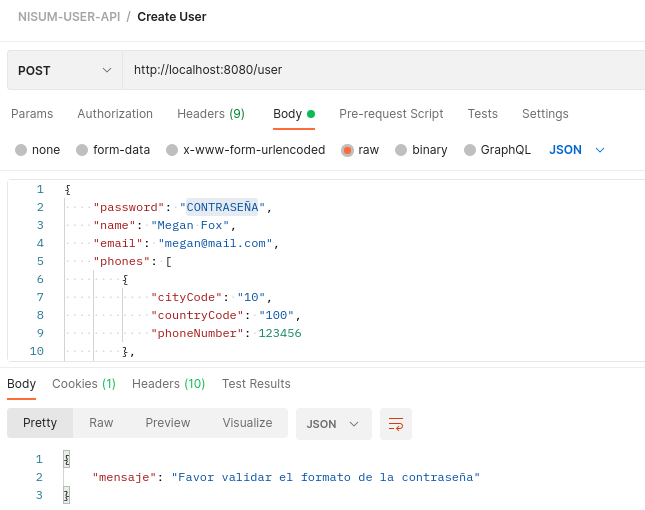 NISUM-USER-API / Create User
POST http://localhost:8080/user
Params Authorization Headers (9) Body Pre-request Script Tests Settings
none form-data x-www-form-urlencoded raw binary GraphQL JSON
1 {
2 "password": "CONTRASEÑA",
3 "name": "Megan Fox",
4 "email": "megan@mail.com",
5 "phones": [
6 {
7 "cityCode": "10",
8 "countryCode": "100",
9 "phoneNumber": 123456
10 },
Body Cookies (1) Headers (10) Test Results
Pretty Raw Preview Visualize JSON
1 {
2 "mensaje": "Favor validar el formato de la contraseña"
3 }